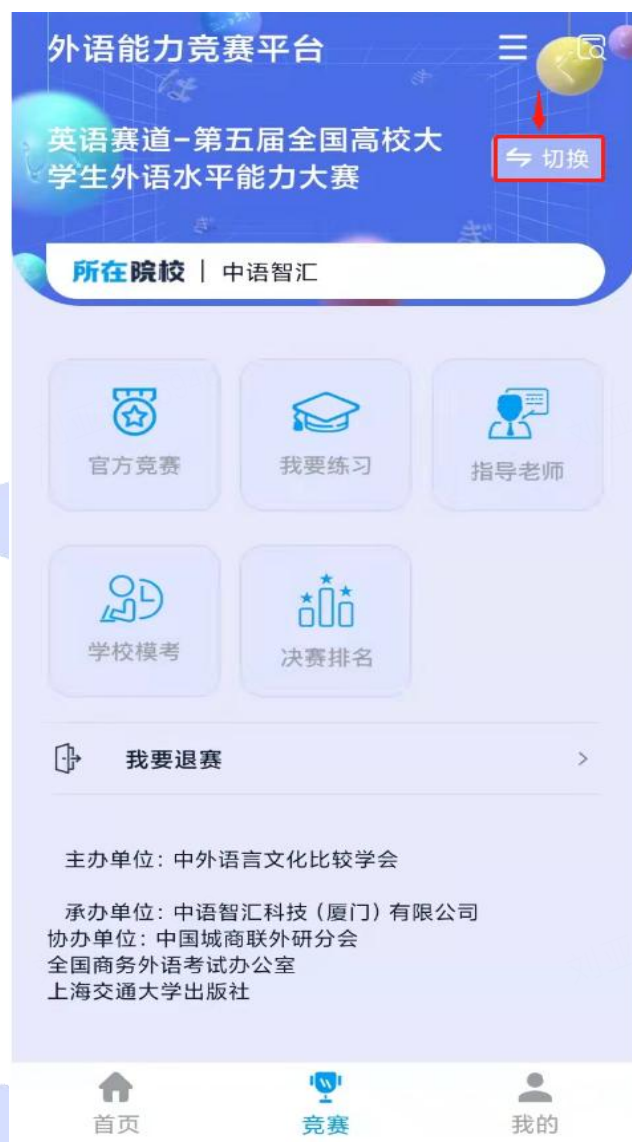 外语能力竞赛平台
英语赛道-第五届全国高校大
学生外语水平能力大赛
切换
所在院校 | 中语智汇
官方竞赛
我要练习
指导老师
学校模考
决赛排名
我要退赛
主办单位: 中外语言文化比较学会
承办单位: 中语智汇科技 (厦门) 有限公司
协办单位: 中国城商联外研分会
全国商务外语考试办公室
上海交通大学出版社
首页
竞赛
我的